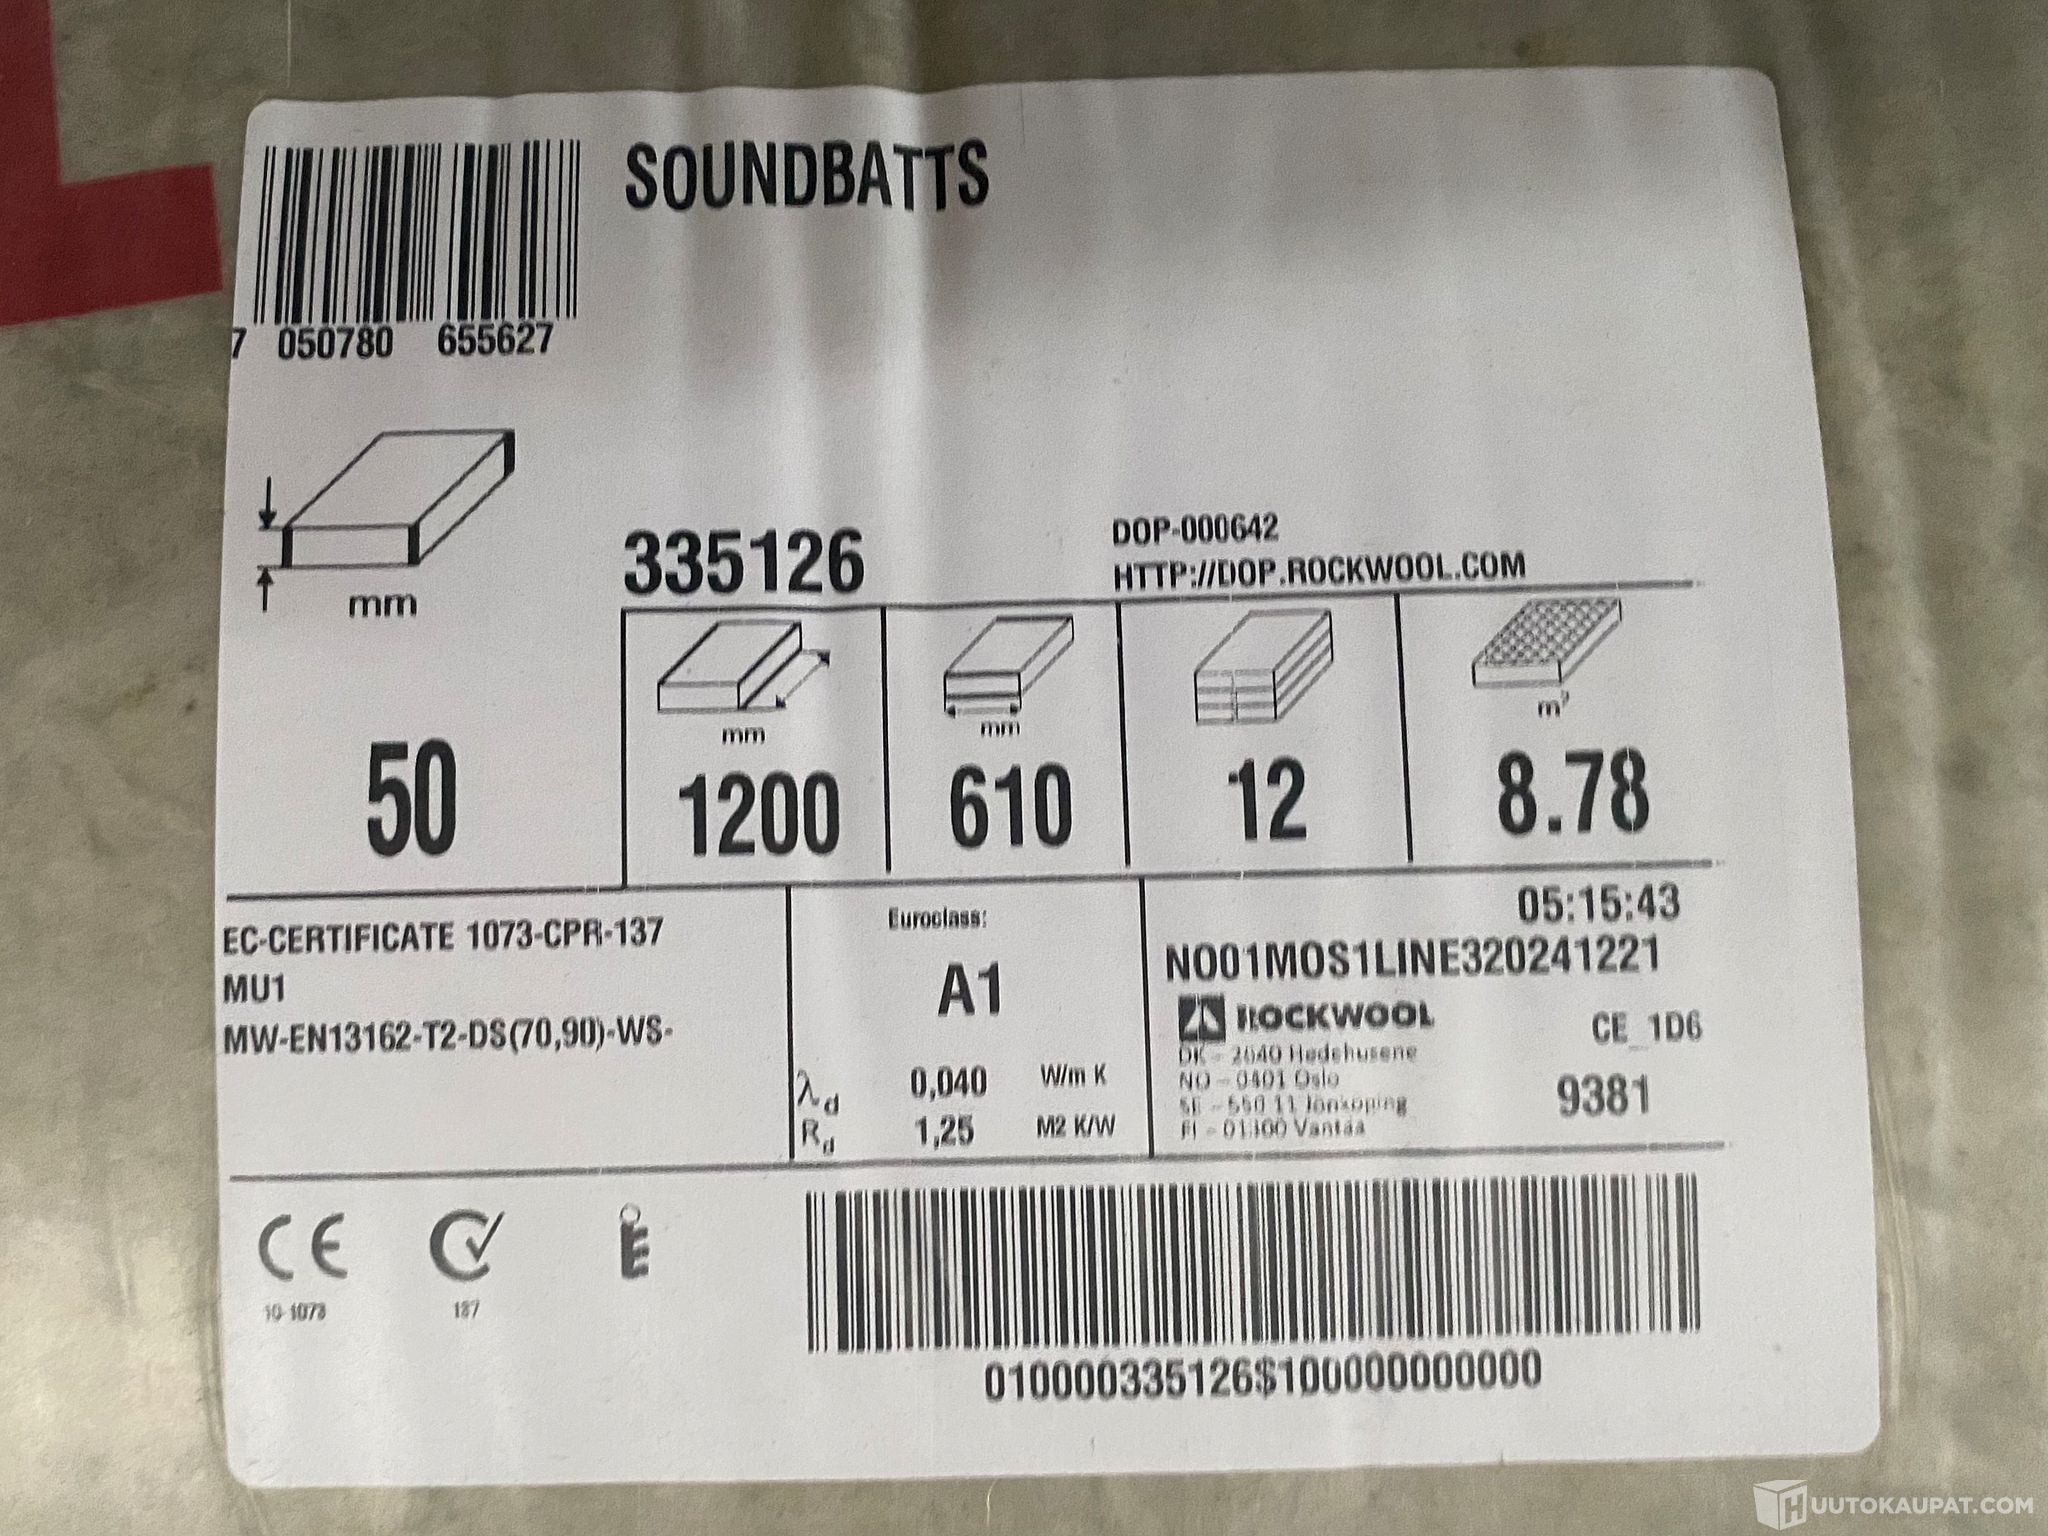 SOUNDBATTS
7 050780 655627
mm
335126
DOP-000642
HTTP://DOP.ROCKWOOL.COM
mm
mm
m²
50
1200
610
12
8.78
EC-CERTIFICATE 1073-CPR-137
MU1
MW-EN13162-T2-DS(70,90)-WS-
Euroclass:
A1
λd 0,040 W/m K
Rd 1,25 M2 K/W
05:15:43
NO01MOS1LINE320241221
ROCKWOOL
CE_1D6
DK - 2640 Hedehusene
NO - 0401 Oslo
9381
SE - 550 11 Jönköping
FI - 01300 Vantaa
CE
10-1073
137
010000335126$100000000000
HUUTOKAUPAT.COM